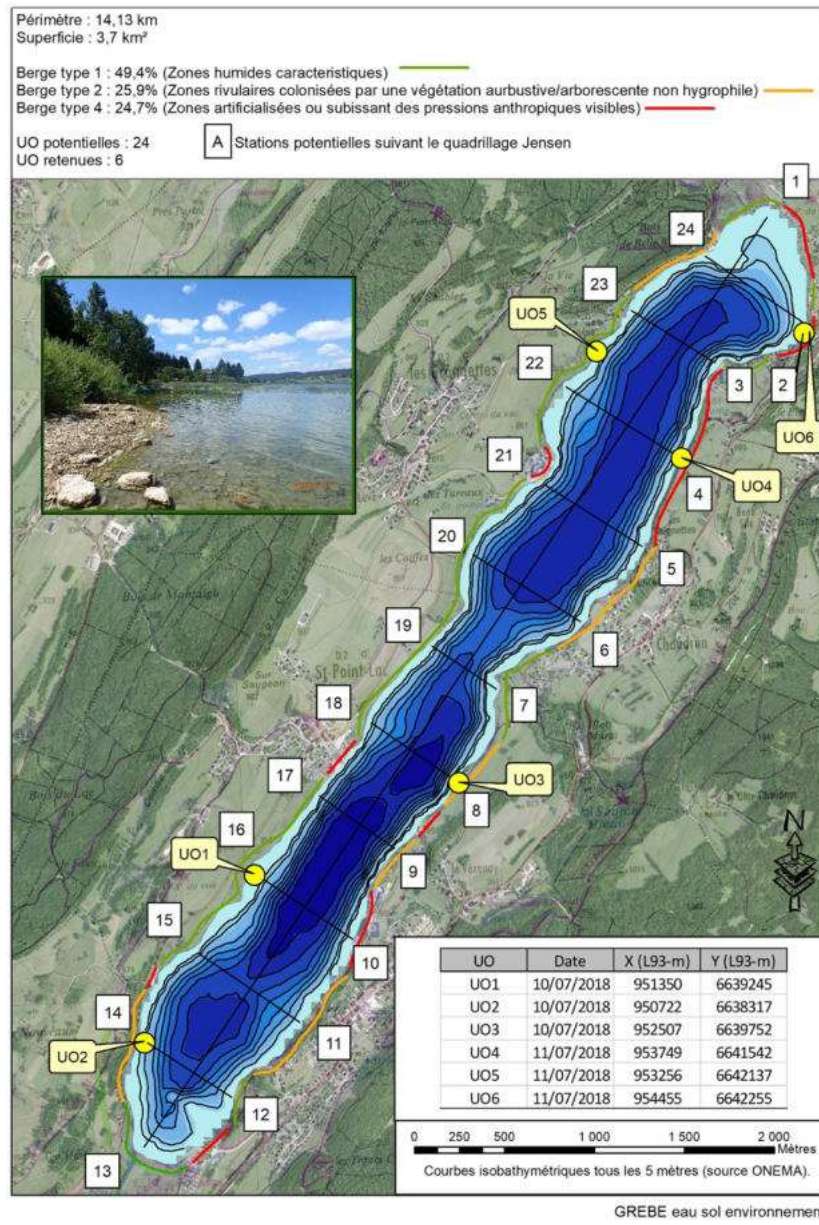 Périmètre : 14,13 km
Superficie : 3,7 km²
Berge type 1 : 49,4% (Zones humides caracteristiques)
Berge type 2 : 25,9% (Zones rivulaires colonisées par une végétation aurbustive/arborescente non hygrophile)
Berge type 4 : 24,7% (Zones artificialisées ou subissant des pressions anthropiques visibles)
UO potentielles : 24
A Stations potentielles suivant le quadrillage Jensen
UO retenues : 6
1
24
23
UO5
22
3
2
UO6
21
4
UO4
20
5
6
Chaudron
19
St-Point-Lac
18
7
17
UO3
8
16
UO1
9
15
10
14
UO2
11
12
13
N
UO Date X (L93-m) Y (L93-m)
UO1 10/07/2018 951350 6639245
UO2 10/07/2018 950722 6638317
UO3 10/07/2018 952507 6639752
UO4 11/07/2018 953749 6641542
UO5 11/07/2018 953256 6642137
UO6 11/07/2018 954455 6642255
0 250 500 1 000 1 500 2 000
Mètres
Courbes isobathymétriques tous les 5 mètres (source ONEMA).
GREBE eau sol environnemen